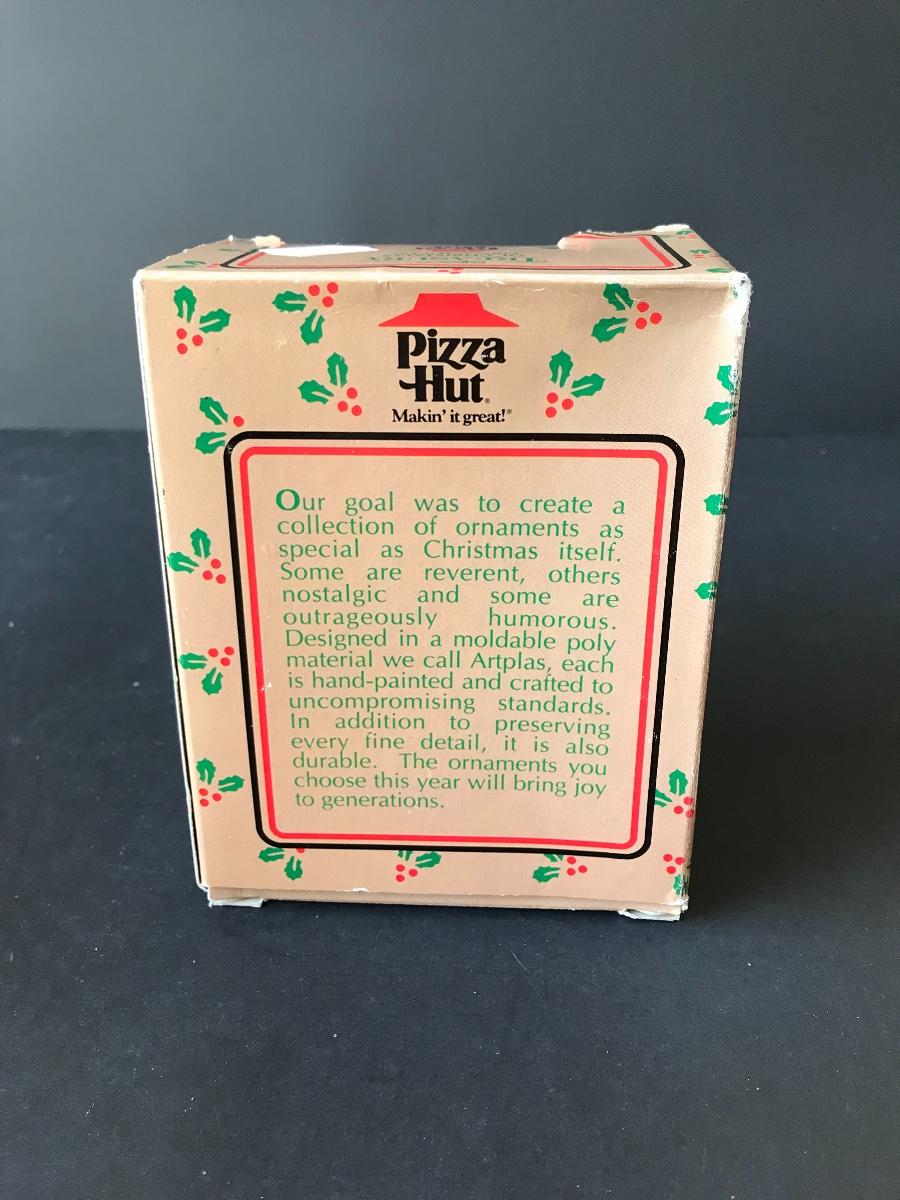 Pizza
Hut®
Makin' it great!®
Our goal was to create a
collection of ornaments as
special as Christmas itself.
Some are reverent, others
nostalgic and some are
outrageously humorous.
Designed in a moldable poly
material we call Artplas, each
is hand-painted and crafted to
uncompromising standards.
In addition to preserving
every fine detail, it is also
durable. The ornaments you
choose this year will bring joy
to generations.